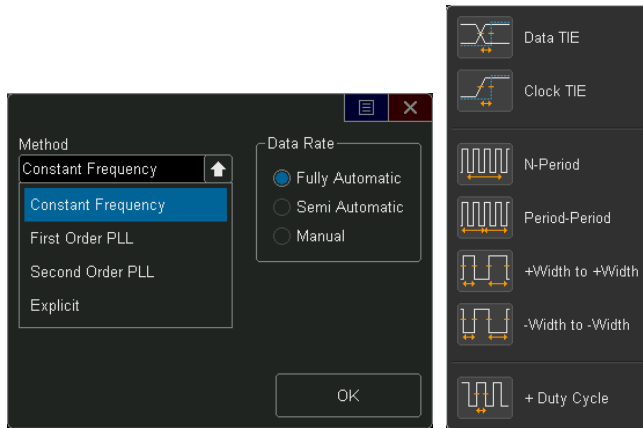 Method
Constant Frequency
Constant Frequency
First Order PLL
Second Order PLL
Explicit
Data Rate
Fully Automatic
Semi Automatic
Manual
OK
Data TIE
Clock TIE
N-Period
Period-Period
+Width to +Width
-Width to -Width
+ Duty Cycle